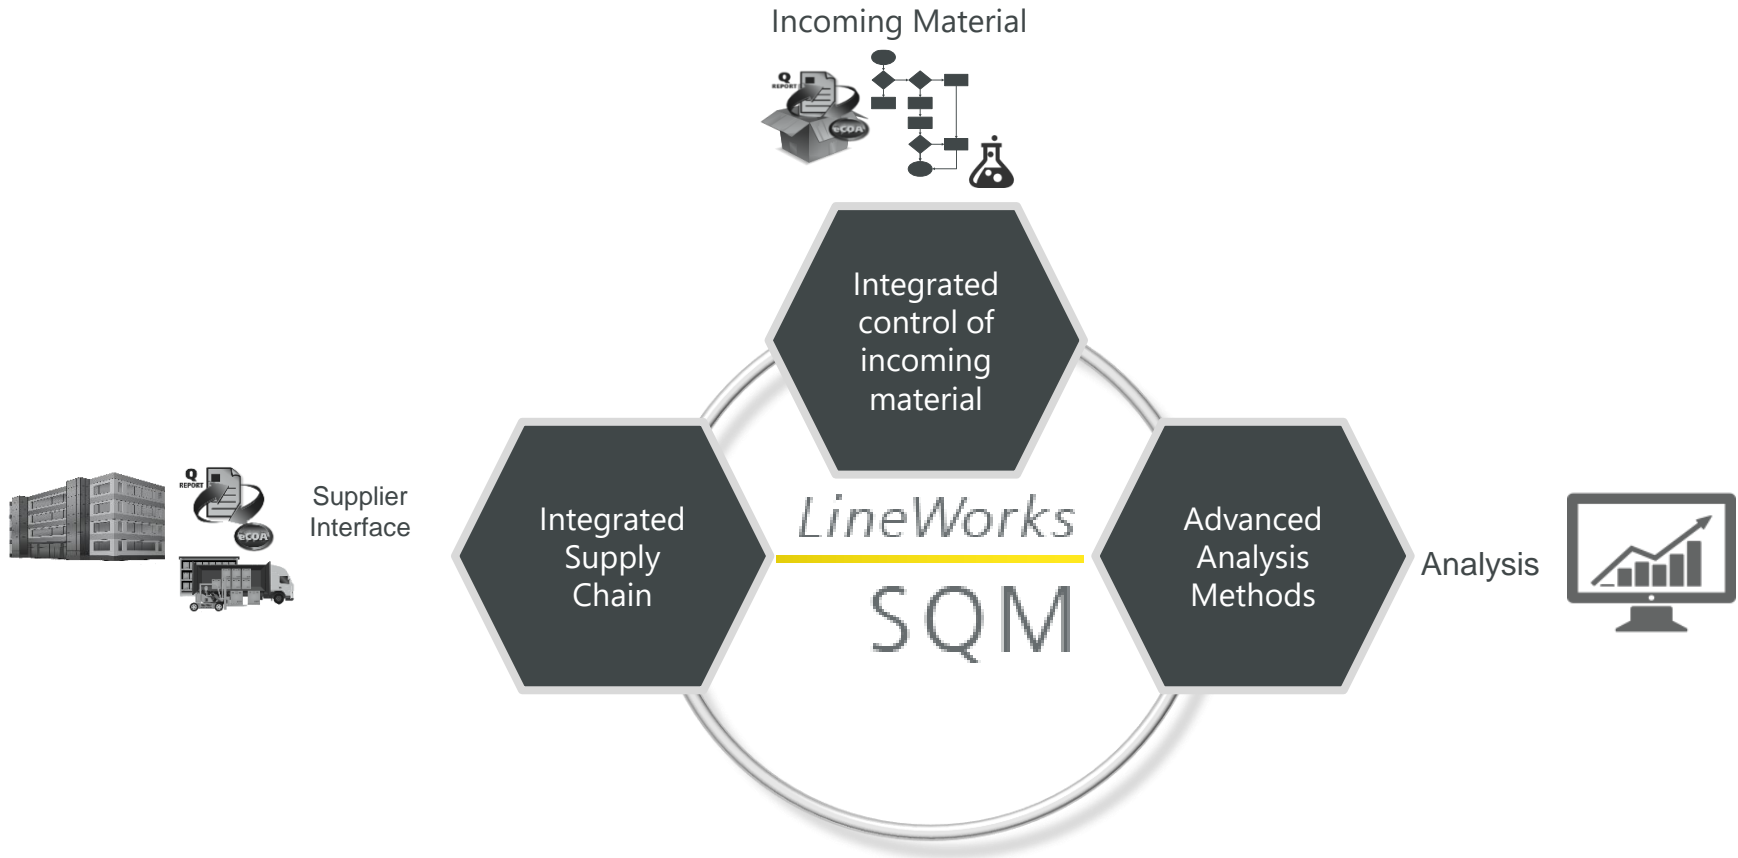 Incoming Material
Q
REPORT
eCOA
Integrated
control of
incoming
material
Q
REPORT
eCOA
Supplier
Interface
Integrated
Supply
Chain
LineWorks
SQM
Advanced
Analysis
Methods
Analysis